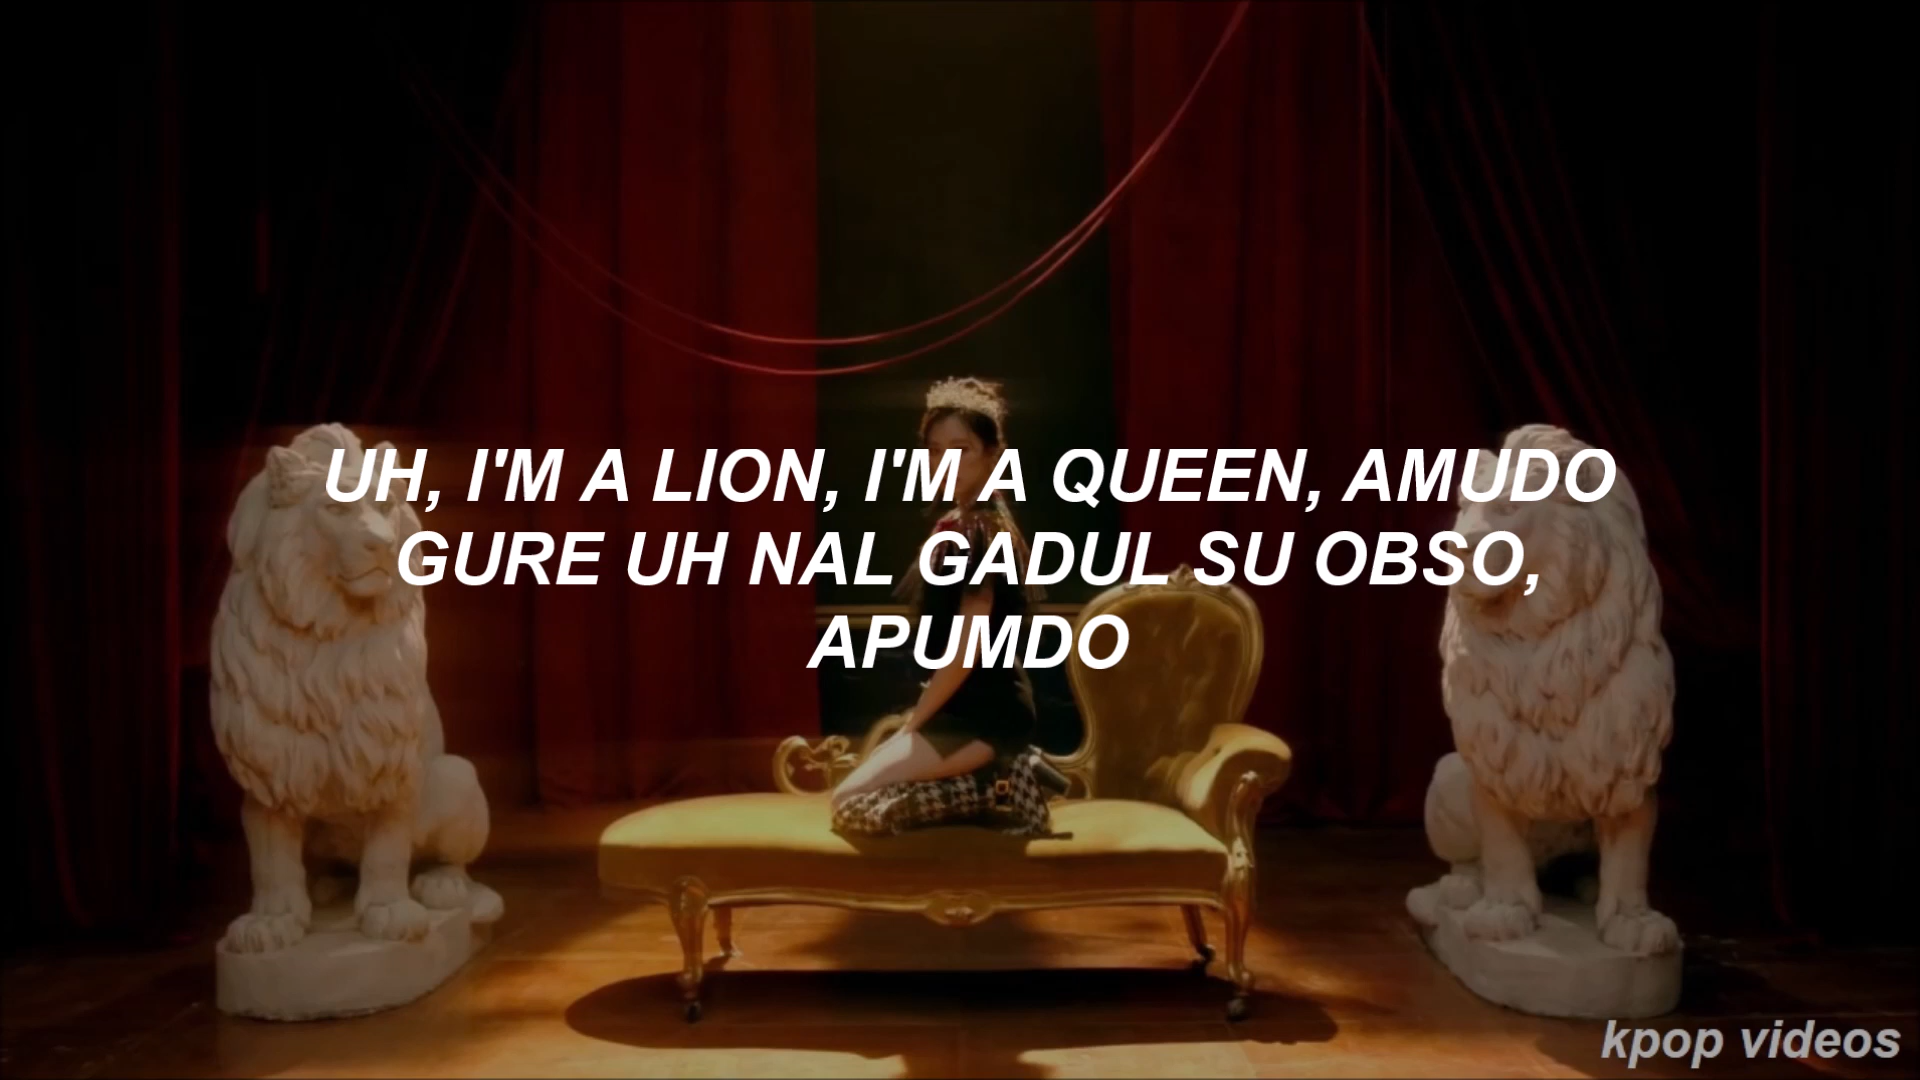 UH, I'M A LION, I'M A QUEEN, AMUDO
GURE UH NAL GADUL SU OBSO,
APUMDO
kpop videos